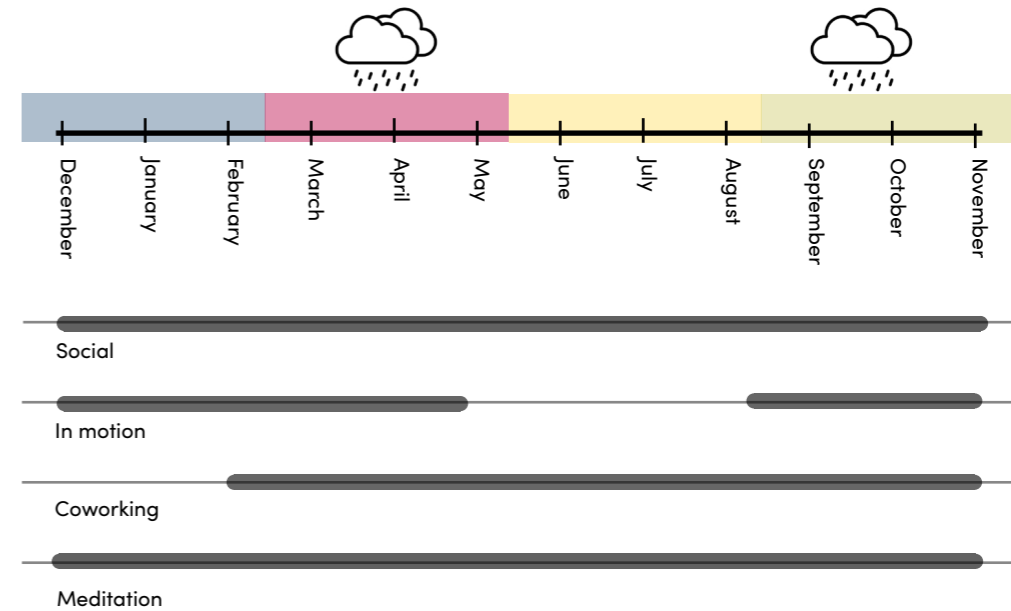 December
January
February
March
April
May
June
July
August
September
October
November
Social
In motion
Coworking
Meditation